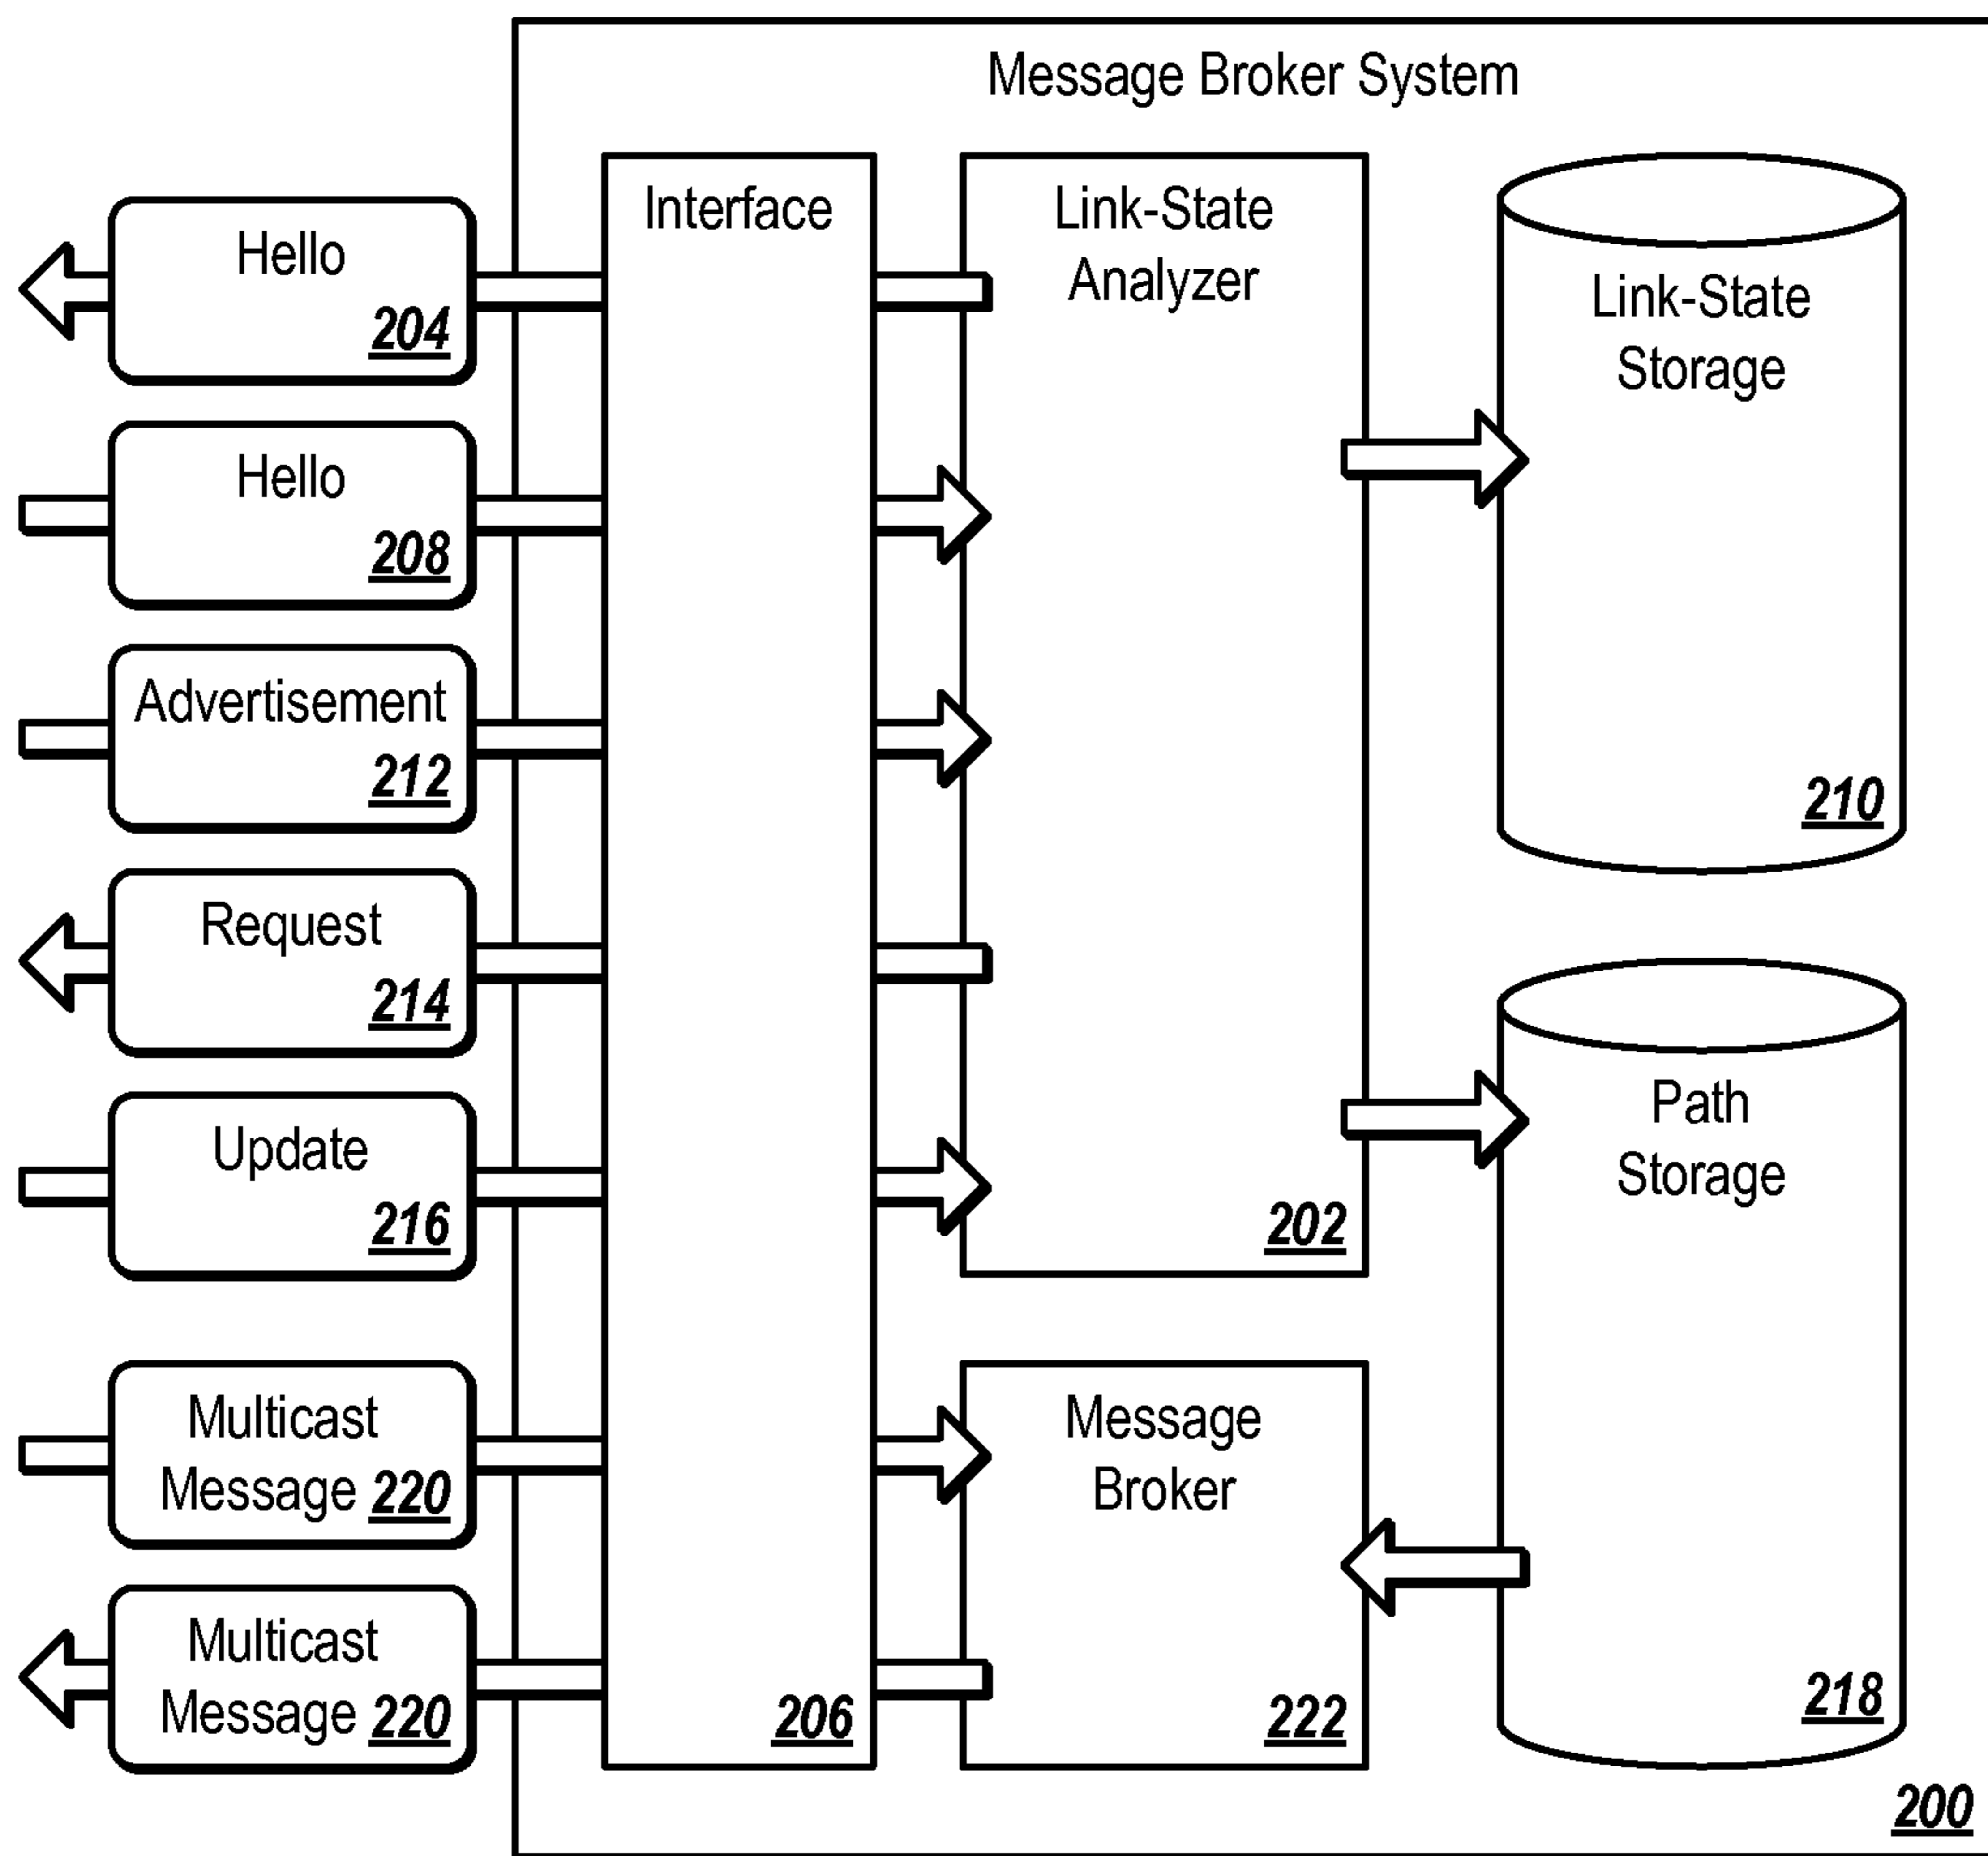 Message Broker System
Interface
Link-State
Analyzer
Link-State
Storage
Hello
204
Hello
208
Advertisement
212
210
Request
214
Path
Storage
Update
216
202
Multicast
Message 220
Message
Broker
Multicast
Message 220
206
222
218
200